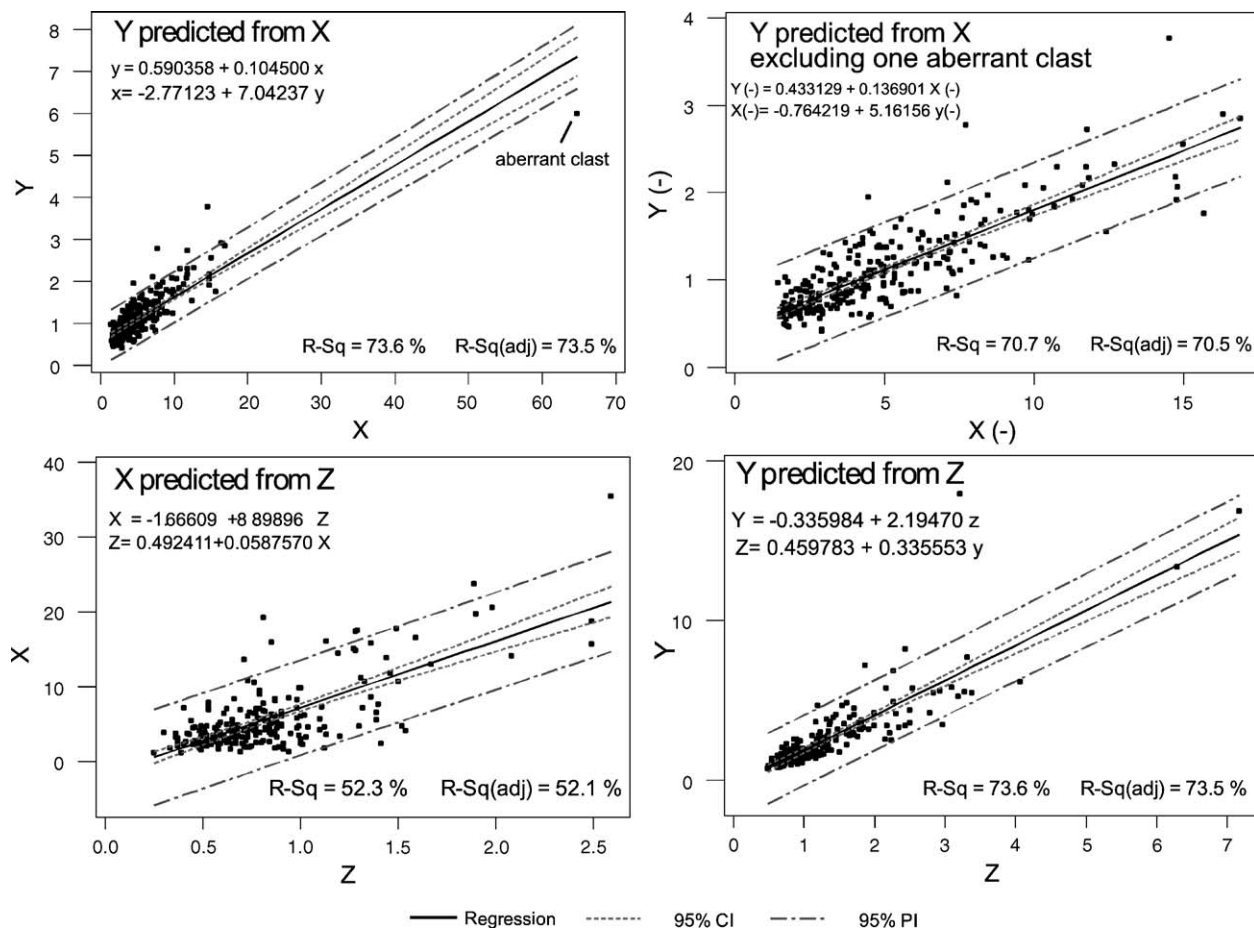 Y predicted from X
y = 0.590358 + 0.104500 x
x= -2.77123 + 7.04237 y
aberrant clast
R-Sq = 73.6 %
R-Sq(adj) = 73.5 %
8
7
6
5
4
3
2
1
0
Y
0
10
20
30
40
50
60
70
X
Y predicted from X
excluding one aberrant clast
Y (-) = 0.433129 + 0.136901 X (-)
X(-)= -0.764219 + 5.16156 y(-)
R-Sq = 70.7 %
R-Sq(adj) = 70.5 %
4
3
2
1
0
Y (-)
0
5
10
15
X (-)
X predicted from Z
X = -1.66609 +8 89896 Z
Z= 0.492411+0.0587570 X
R-Sq = 52.3 %
R-Sq(adj) = 52.1 %
40
30
20
10
0
X
0.0
0.5
1.0
1.5
2.0
2.5
Z
Y predicted from Z
Y = -0.335984 + 2.19470 z
Z= 0.459783 + 0.335553 y
R-Sq = 73.6 %
R-Sq(adj) = 73.5 %
20
10
0
Y
0
1
2
3
4
5
6
7
Z
Regression
95% CI
95% PI